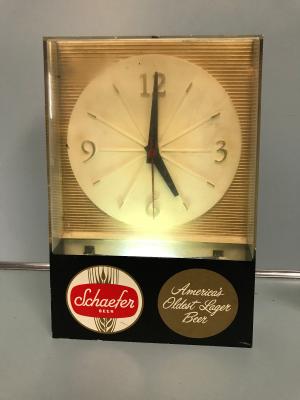 12
9
3
6
Schaefer
BEER
America's
Oldest Lager
Beer